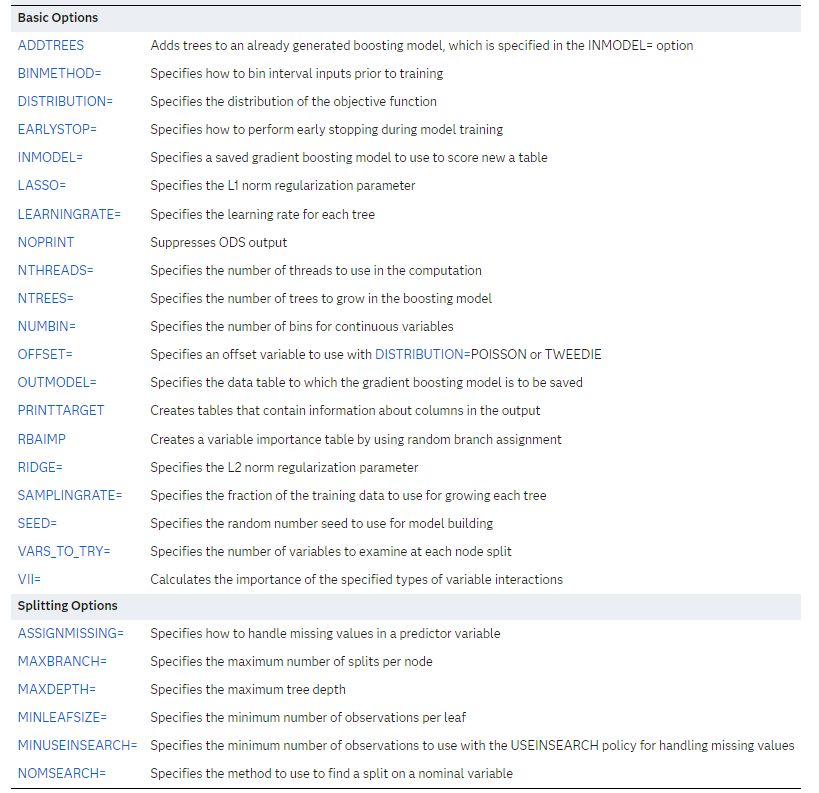 Basic Options
ADDTREES Adds trees to an already generated boosting model, which is specified in the INMODEL= option
BINMETHOD= Specifies how to bin interval inputs prior to training
DISTRIBUTION= Specifies the distribution of the objective function
EARLYSTOP= Specifies how to perform early stopping during model training
INMODEL= Specifies a saved gradient boosting model to use to score new a table
LASSO= Specifies the L1 norm regularization parameter
LEARNINGRATE= Specifies the learning rate for each tree
NOPRINT Suppresses ODS output
NTHREADS= Specifies the number of threads to use in the computation
NTREES= Specifies the number of trees to grow in the boosting model
NUMBIN= Specifies the number of bins for continuous variables
OFFSET= Specifies an offset variable to use with DISTRIBUTION=POISSON or TWEEDIE
OUTMODEL= Specifies the data table to which the gradient boosting model is to be saved
PRINTTARGET Creates tables that contain information about columns in the output
RBAIMP Creates a variable importance table by using random branch assignment
RIDGE= Specifies the L2 norm regularization parameter
SAMPLINGRATE= Specifies the fraction of the training data to use for growing each tree
SEED= Specifies the random number seed to use for model building
VARS_TO_TRY= Specifies the number of variables to examine at each node split
VII= Calculates the importance of the specified types of variable interactions
Splitting Options
ASSIGNMISSING= Specifies how to handle missing values in a predictor variable
MAXBRANCH= Specifies the maximum number of splits per node
MAXDEPTH= Specifies the maximum tree depth
MINLEAFSIZE= Specifies the minimum number of observations per leaf
MINUSEINSEARCH= Specifies the minimum number of observations to use with the USEINSEARCH policy for handling missing values
NOMSEARCH= Specifies the method to use to find a split on a nominal variable